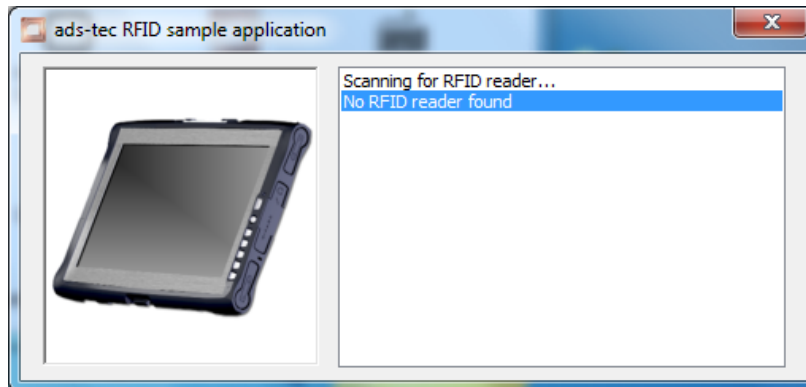 ads-tec RFID sample application
Scanning for RFID reader...
No RFID reader found